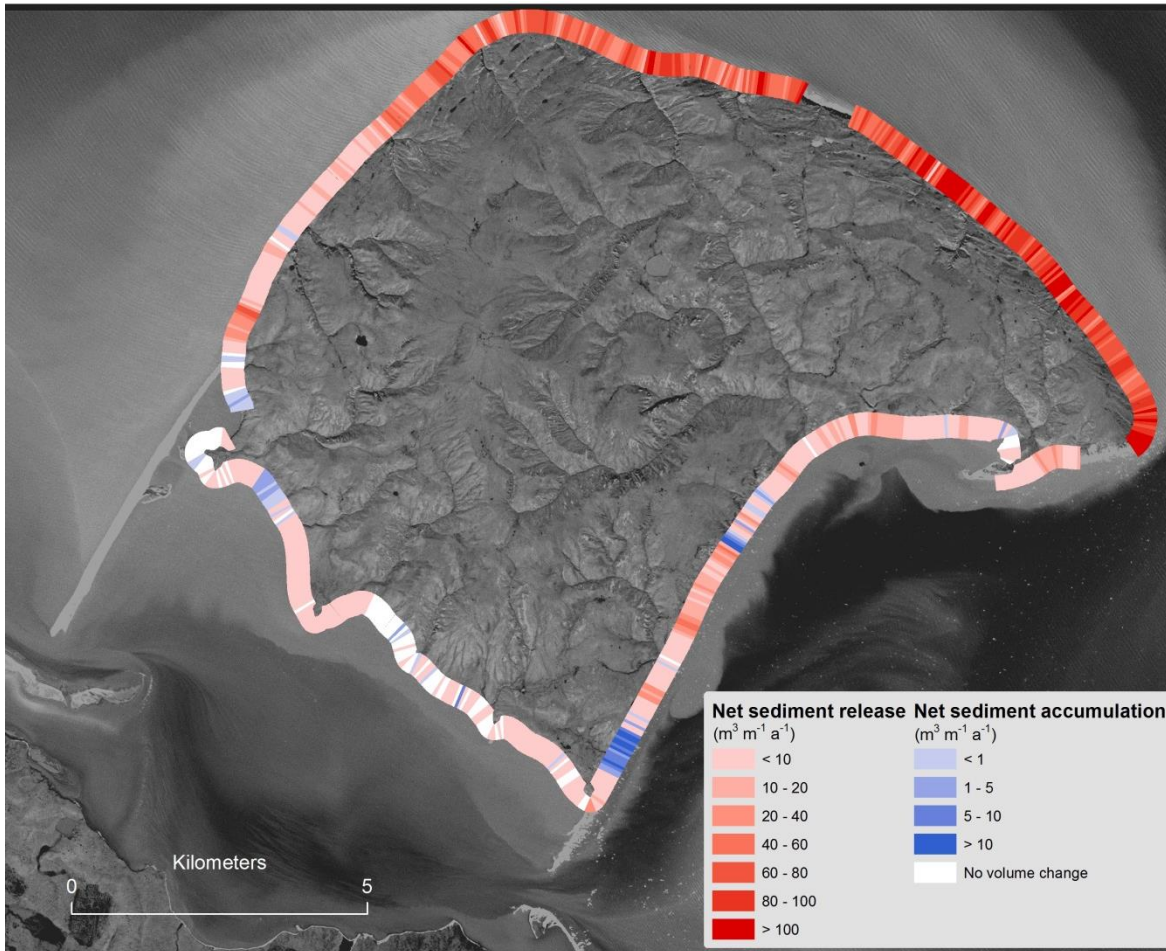 Kilometers
0 5
Net sediment release
(m³ m⁻¹ a⁻¹)
< 10
10 - 20
20 - 40
40 - 60
60 - 80
80 - 100
> 100
Net sediment accumulation
(m³ m⁻¹ a⁻¹)
< 1
1 - 5
5 - 10
> 10
No volume change